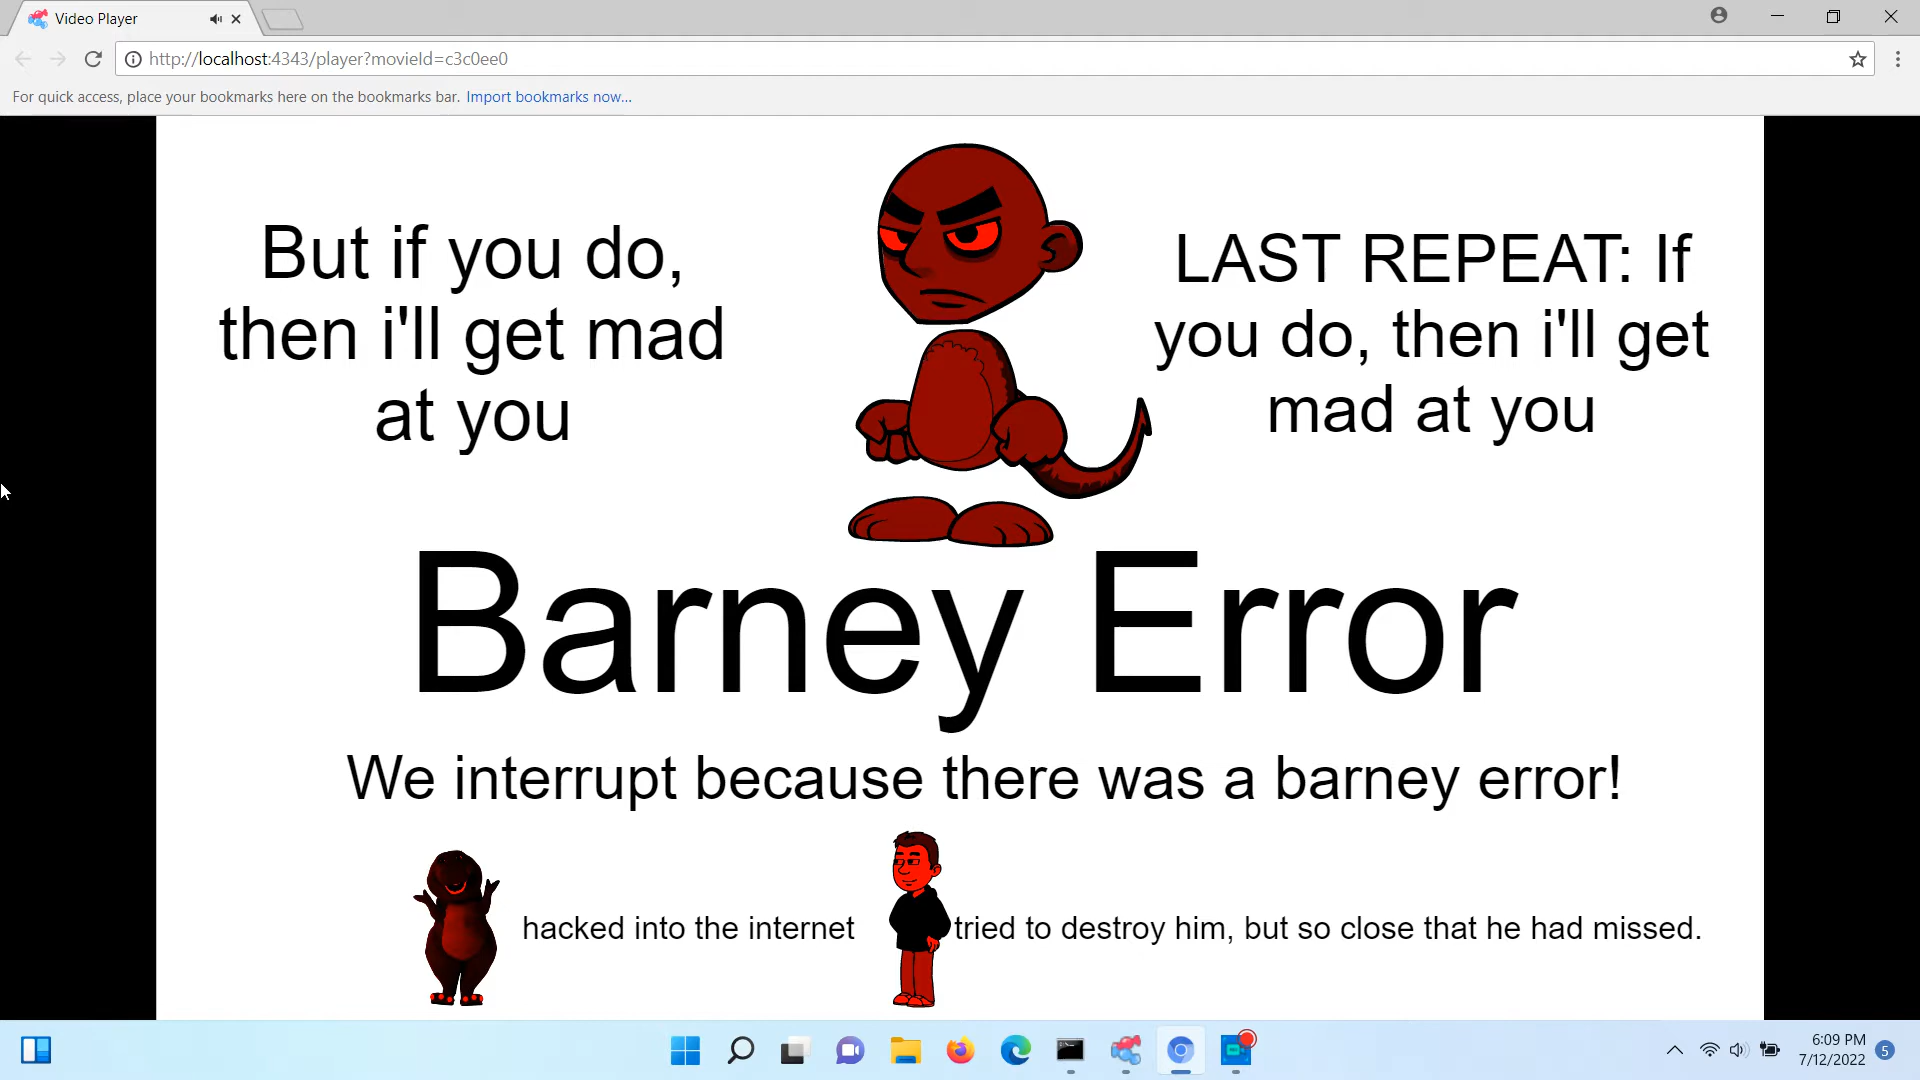 Video Player
http://localhost:4343/player?movieId=c3c0ee0
For quick access, place your bookmarks here on the bookmarks bar. Import bookmarks now...
But if you do,
then i'll get mad
at you
LAST REPEAT: If
you do, then i'll get
mad at you
Barney Error
We interrupt because there was a barney error!
hacked into the internet
tried to destroy him, but so close that he had missed.
6:09 PM
7/12/2022
5